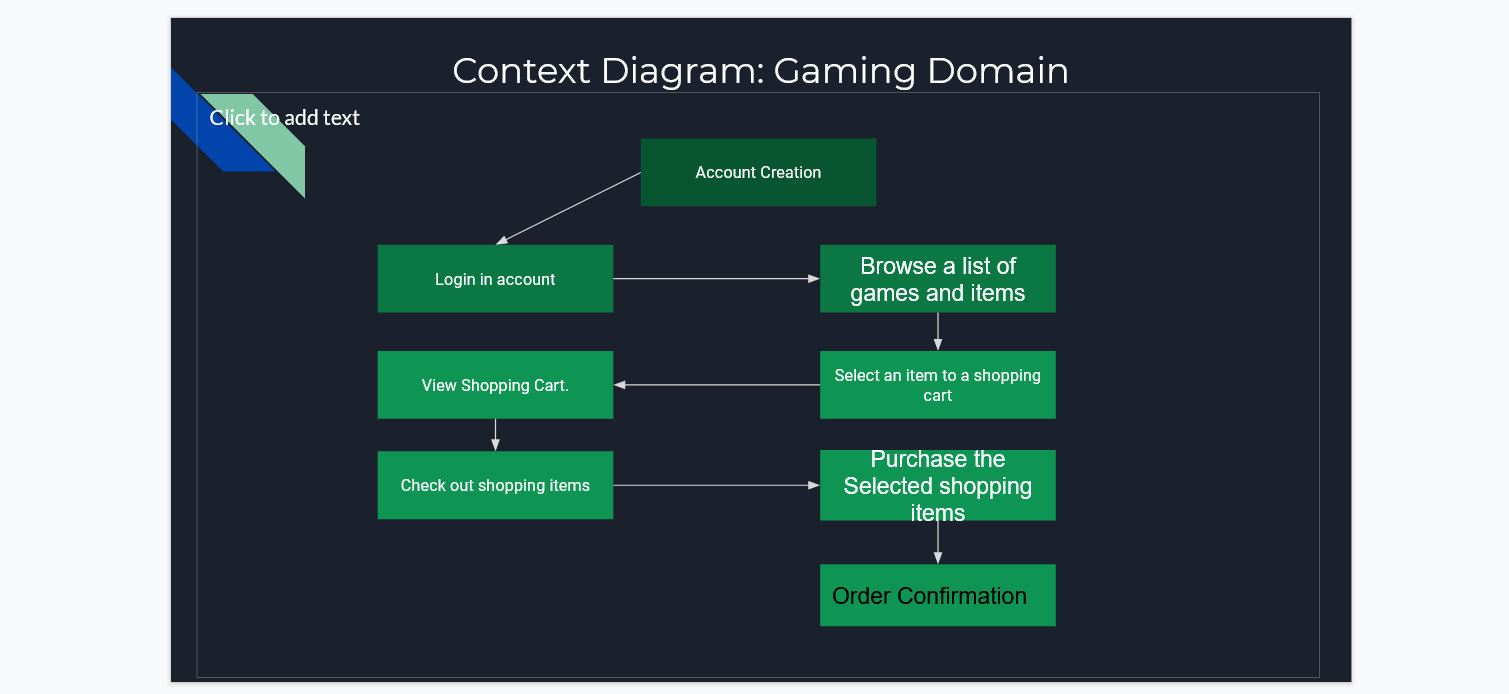 Context Diagram: Gaming Domain
Click to add text
Account Creation
Login in account
Browse a list of
games and items
View Shopping Cart.
Select an item to a shopping
cart
Check out shopping items
Purchase the
Selected shopping
items
Order Confirmation